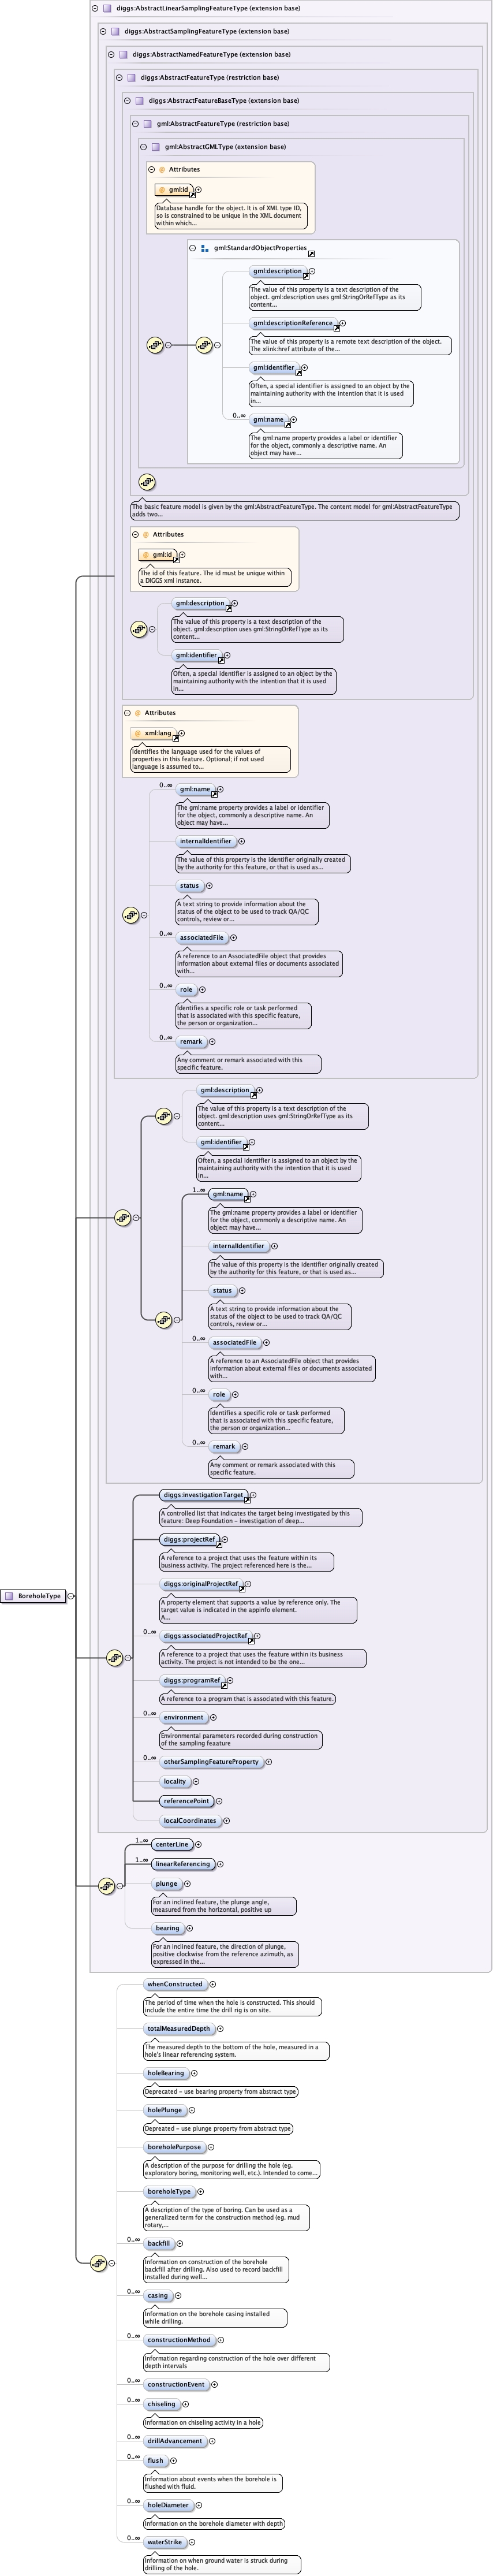 diggs:AbstractLinearSamplingFeatureType (extension base)
diggs:AbstractSamplingFeatureType (extension base)
diggs:AbstractNamedFeatureType (extension base)
diggs:AbstractFeatureType (restriction base)
diggs:AbstractFeatureBaseType (extension base)
gml:AbstractFeatureType (restriction base)
gml:AbstractGMLType (extension base)
Attributes
gml:id
Database handle for the object. It is of XML type ID,
so is constrained to be unique in the XML document
within which...
gml:StandardObjectProperties
gml:description
The value of this property is a text description of the
object. gml:description uses gml:StringOrRefType as its
content...
gml:descriptionReference
The value of this property is a remote text description of the object.
The xlink:href attribute of the...
gml:identifier
Often, a special identifier is assigned to an object by the
maintaining authority with the intention that it is used
in...
0..∞
gml:name
The gml:name property provides a label or identifier
for the object, commonly a descriptive name. An
object may have...
The basic feature model is given by the gml:AbstractFeatureType. The content model for gml:AbstractFeatureType
adds two...
Attributes
gml:id
The id of this feature. The id must be unique within
a DIGGS xml instance.
gml:description
The value of this property is a text description of the
object. gml:description uses gml:StringOrRefType as its
content...
gml:identifier
Often, a special identifier is assigned to an object by the
maintaining authority with the intention that it is used
in...
Attributes
xml:lang
Identifies the language used for the values of
properties in this feature. Optional; if not used
language is assumed to...
0..∞
gml:name
The gml:name property provides a label or identifier
for the object, commonly a descriptive name. An
object may have...
internalIdentifier
The value of this property is the identifier originally created
by the authority for this feature, or that is used as...
status
A text string to provide information about the
status of the object to be used to track QA/QC
controls, review or...
0..∞
associatedFile
A reference to an AssociatedFile object that provides
information about external files or documents associated
with...
0..∞
role
Identifies a specific role or task performed
that is associated with this specific feature,
the person or organization...
0..∞
remark
Any comment or remark associated with this
specific feature.
gml:description
The value of this property is a text description of the
object. gml:description uses gml:StringOrRefType as its
content...
gml:identifier
Often, a special identifier is assigned to an object by the
maintaining authority with the intention that it is used
in...
1..∞
gml:name
The gml:name property provides a label or identifier
for the object, commonly a descriptive name. An
object may have...
internalIdentifier
The value of this property is the identifier originally created
by the authority for this feature, or that is used as...
status
A text string to provide information about the
status of the object to be used to track QA/QC
controls, review or...
0..∞
associatedFile
A reference to an AssociatedFile object that provides
information about external files or documents associated
with...
0..∞
role
Identifies a specific role or task performed
that is associated with this specific feature,
the person or organization...
0..∞
remark
Any comment or remark associated with this
specific feature.
diggs:investigationTarget
A controlled list that indicates the target being investigated by this
feature: Deep Foundation - investigation of deep...
diggs:projectRef
A reference to a project that uses the feature within its
business activity. The project referenced here is the...
diggs:originalProjectRef
A property element that supports a value by reference only. The
target value is indicated in the appinfo element.
A...
0..∞
diggs:associatedProjectRef
A reference to a project that uses the feature within its business
activity. The project is not intended to be the one...
0..∞
diggs:programRef
A reference to a program that is associated with this feature.
0..∞
environment
Environmental parameters recorded during construction
of the sampling feaature
0..∞
otherSamplingFeatureProperty
locality
referencePoint
localCoordinates
BoreholeType
1..∞
centerLine
1..∞
linearReferencing
plunge
For an inclined feature, the plunge angle,
measured from the horizontal, positive up
bearing
For an inclined feature, the direction of plunge,
positive clockwise from the reference azimuth, as
expressed in the...
whenConstructed
The period of time when the hole is constructed. This should
include the entire time the drill rig is on site.
totalMeasuredDepth
The measured depth to the bottom of the hole, measured in a
hole's linear referencing system.
holeBearing
Deprecated - use bearing property from abstract type
holePlunge
Depreated - use plunge property from abstract type
boreholePurpose
A description of the purpose for drilling the hole (eg.
exploratory boring, monitoring well, etc.). Intended to come...
boreholeType
A description of the type of boring. Can be used as a
generalized term for the construction method (eg. mud
rotary,...
0..∞
backfill
Information on construction of the borehole
backfill after drilling. Also used to record backfill
installed during well...
0..∞
casing
Information on the borehole casing installed
while drilling.
0..∞
constructionMethod
Information regarding construction of the hole over different
depth intervals
0..∞
constructionEvent
0..∞
chiseling
Information on chiseling activity in a hole
0..∞
drillAdvancement
0..∞
flush
Information about events when the borehole is
flushed with fluid.
0..∞
holeDiameter
Information on the borehole diameter with depth
0..∞
waterStrike
Information on when ground water is struck during
drilling of the hole.